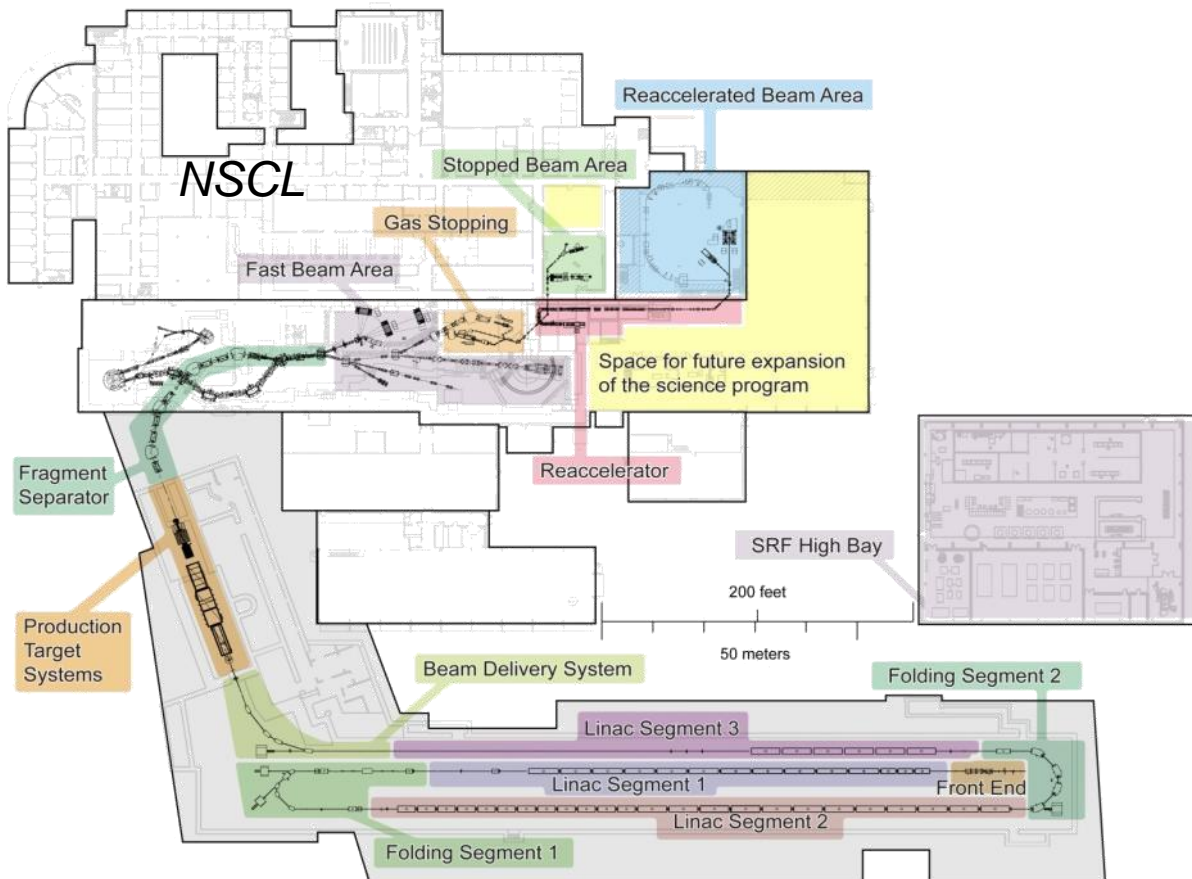 Reaccelerated Beam Area
Stopped Beam Area
NSCL
Gas Stopping
Fast Beam Area
Space for future expansion
of the science program
Fragment
Separator
Reaccelerator
SRF High Bay
200 feet
50 meters
Production
Target
Systems
Beam Delivery System
Folding Segment 2
Linac Segment 3
Linac Segment 1
Front End
Linac Segment 2
Folding Segment 1